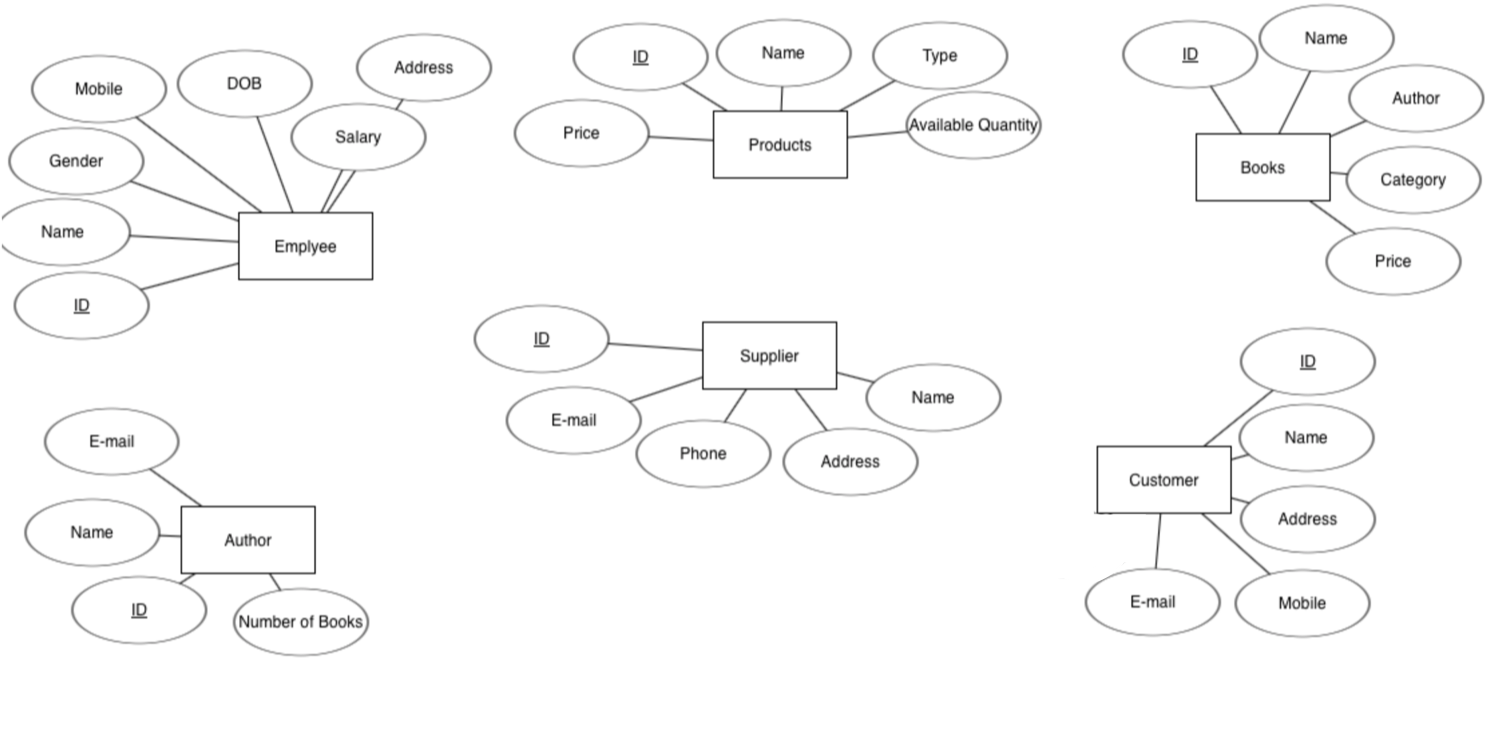 Mobile
DOB
Address
Salary
Gender
Name
ID
Emplyee
ID
Name
Type
Price
Available Quantity
Products
ID
Name
Author
Category
Price
Books
ID
E-mail
Phone
Address
Name
Supplier
E-mail
Name
ID
Number of Books
Author
ID
Name
Address
Mobile
E-mail
Customer